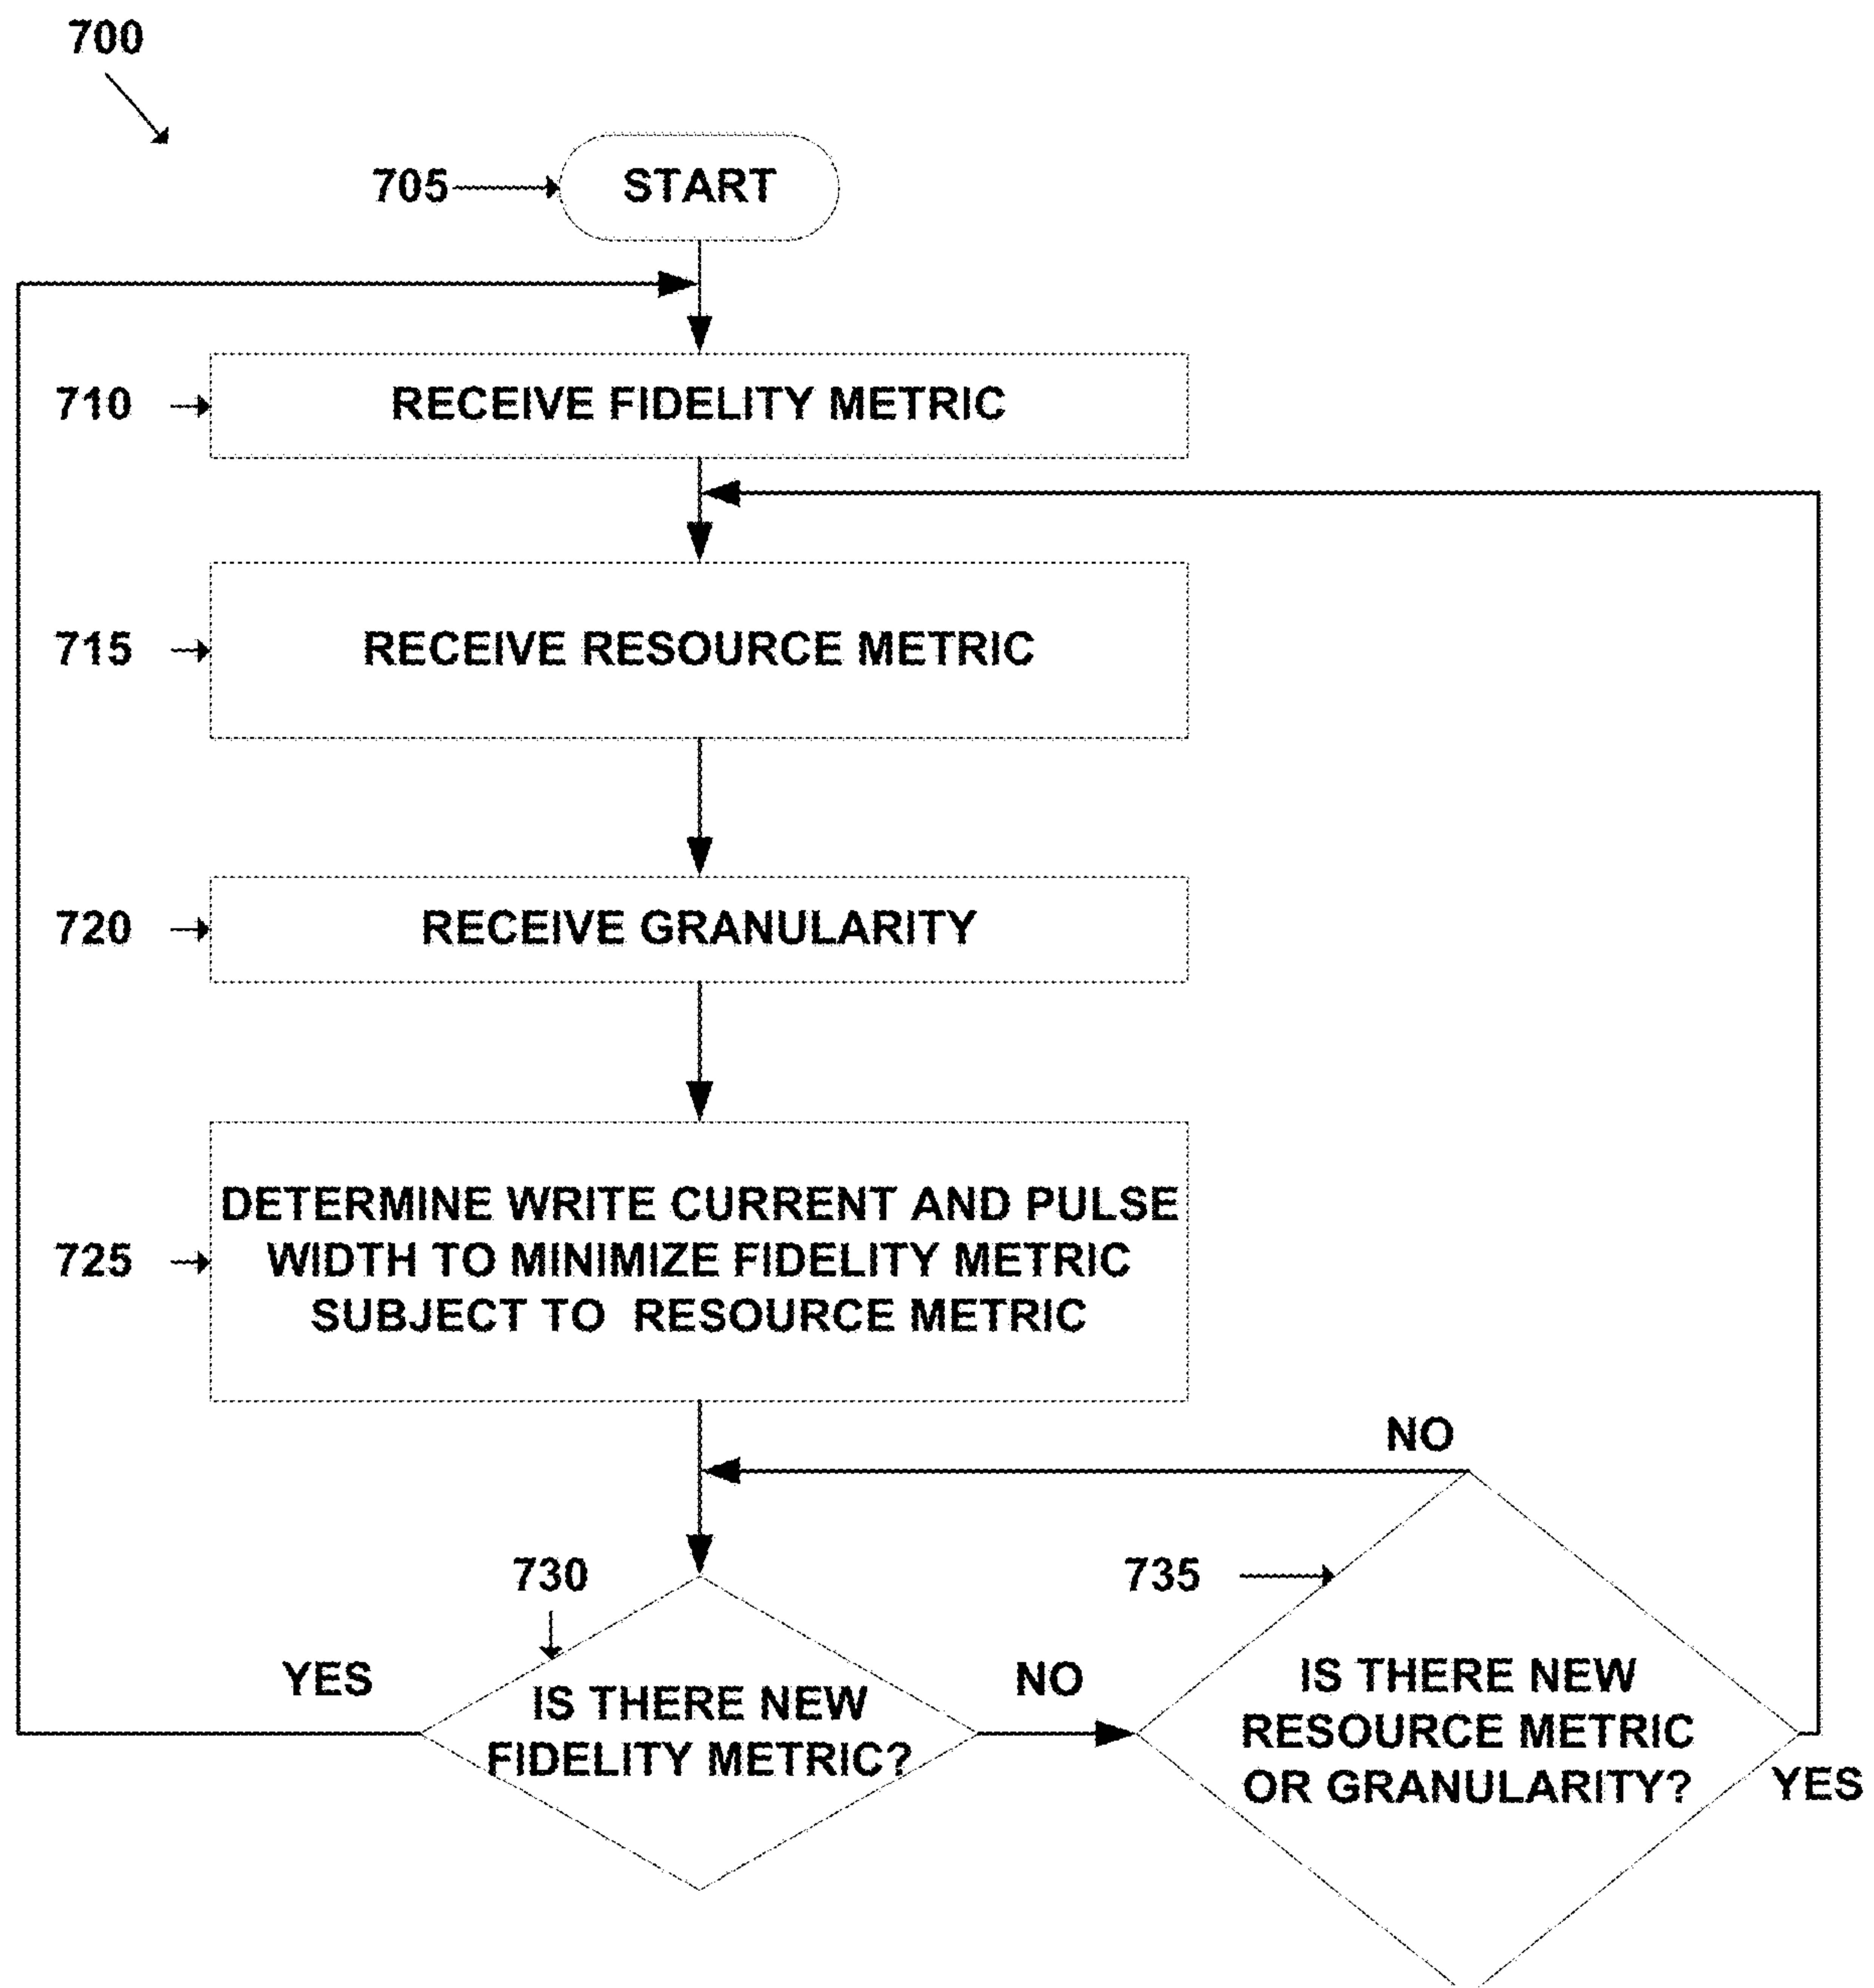 700
705
START
710
RECEIVE FIDELITY METRIC
715
RECEIVE RESOURCE METRIC
720
RECEIVE GRANULARITY
725
DETERMINE WRITE CURRENT AND PULSE
WIDTH TO MINIMIZE FIDELITY METRIC
SUBJECT TO RESOURCE METRIC
NO
730
735
YES
IS THERE NEW
FIDELITY METRIC?
NO
IS THERE NEW
RESOURCE METRIC
OR GRANULARITY?
YES